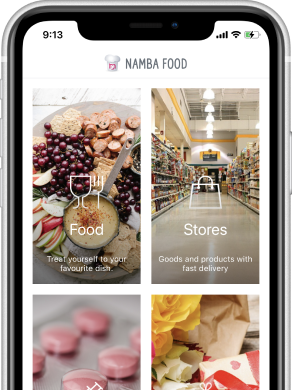 9:13
NAMBA FOOD
Food
Treat yourself to your
favourite dish.
Stores
Goods and products with
fast delivery